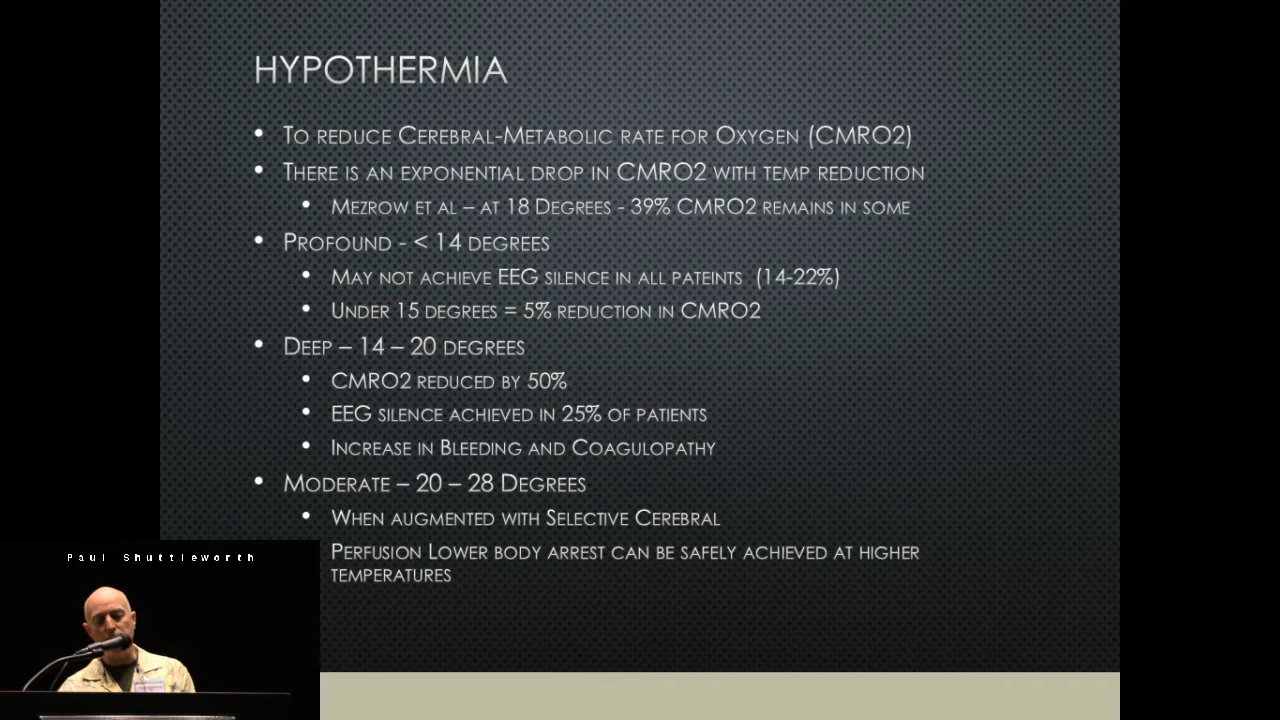 HYPOTHERMIA
• TO REDUCE CEREBRAL-METABOLIC RATE FOR OXYGEN (CMRO2)
• THERE IS AN EXPONENTIAL DROP IN CMRO2 WITH TEMP REDUCTION
• MEZROW ET AL – AT 18 DEGREES - 39% CMRO2 REMAINS IN SOME
• PROFOUND - < 14 DEGREES
• MAY NOT ACHIEVE EEG SILENCE IN ALL PATEINTS (14-22%)
• UNDER 15 DEGREES = 5% REDUCTION IN CMRO2
• DEEP – 14 – 20 DEGREES
• CMRO2 REDUCED BY 50%
• EEG SILENCE ACHIEVED IN 25% OF PATIENTS
• INCREASE IN BLEEDING AND COAGULOPATHY
• MODERATE – 20 – 28 DEGREES
• WHEN AUGMENTED WITH SELECTIVE CEREBRAL
PERFUSION LOWER BODY ARREST CAN BE SAFELY ACHIEVED AT HIGHER
TEMPERATURES
Paul Shuttleworth